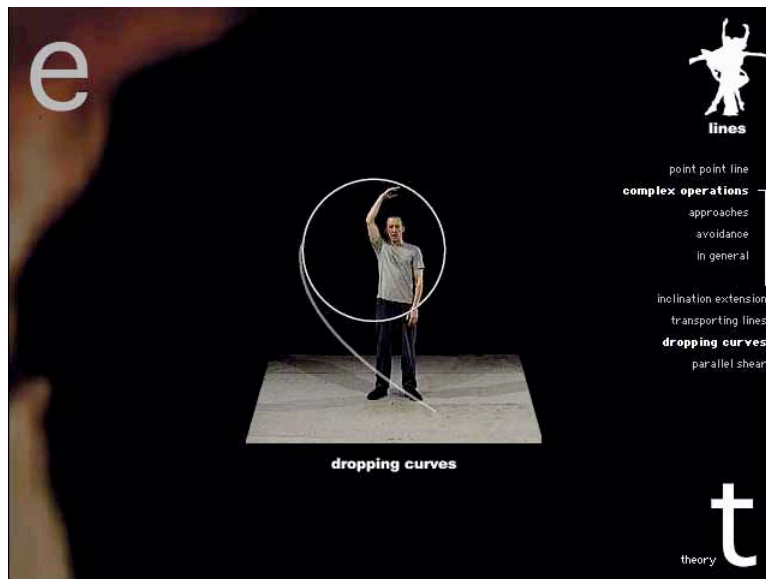 e
lines
point point line
complex operations
approaches
avoidance
in general
inclination extension
transporting lines
dropping curves
parallel shear
dropping curves
theory t